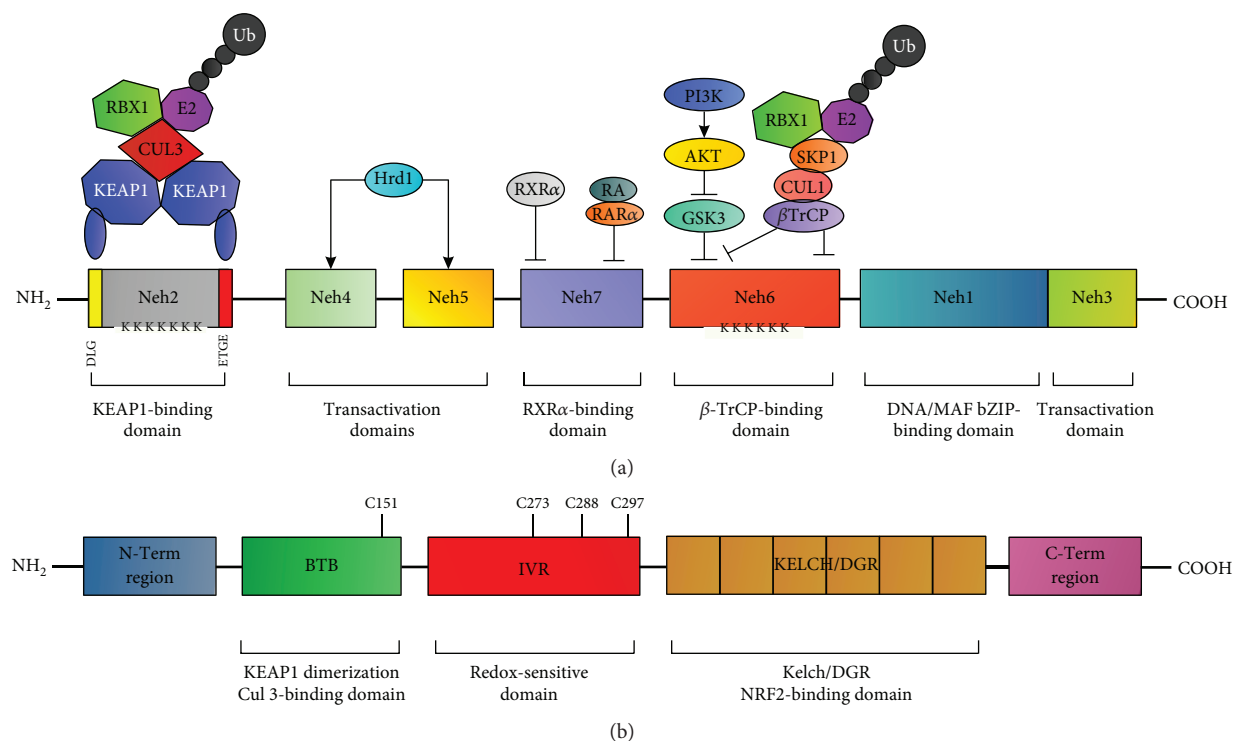 Ub
RBX1
E2
CUL3
KEAP1
KEAP1
Hrd1
RXRα
RA
RARα
PI3K
AKT
GSK3
Ub
RBX1
E2
SKP1
CUL1
βTrCP
NH2
Neh2
KKKKKKK
DLG
ETGE
Neh4
Neh5
Neh7
Neh6
KKKKKK
Neh1
Neh3
COOH
KEAP1-binding
domain
Transactivation
domains
RXRα-binding
domain
β-TrCP-binding
domain
DNA/MAF bZIP-
binding domain
Transactivation
domain
(a)
C151
C273
C288
C297
NH2
N-Term
region
BTB
IVR
KELCH/DGR
C-Term
region
COOH
KEAP1 dimerization
Cul 3-binding domain
Redox-sensitive
domain
Kelch/DGR
NRF2-binding domain
(b)